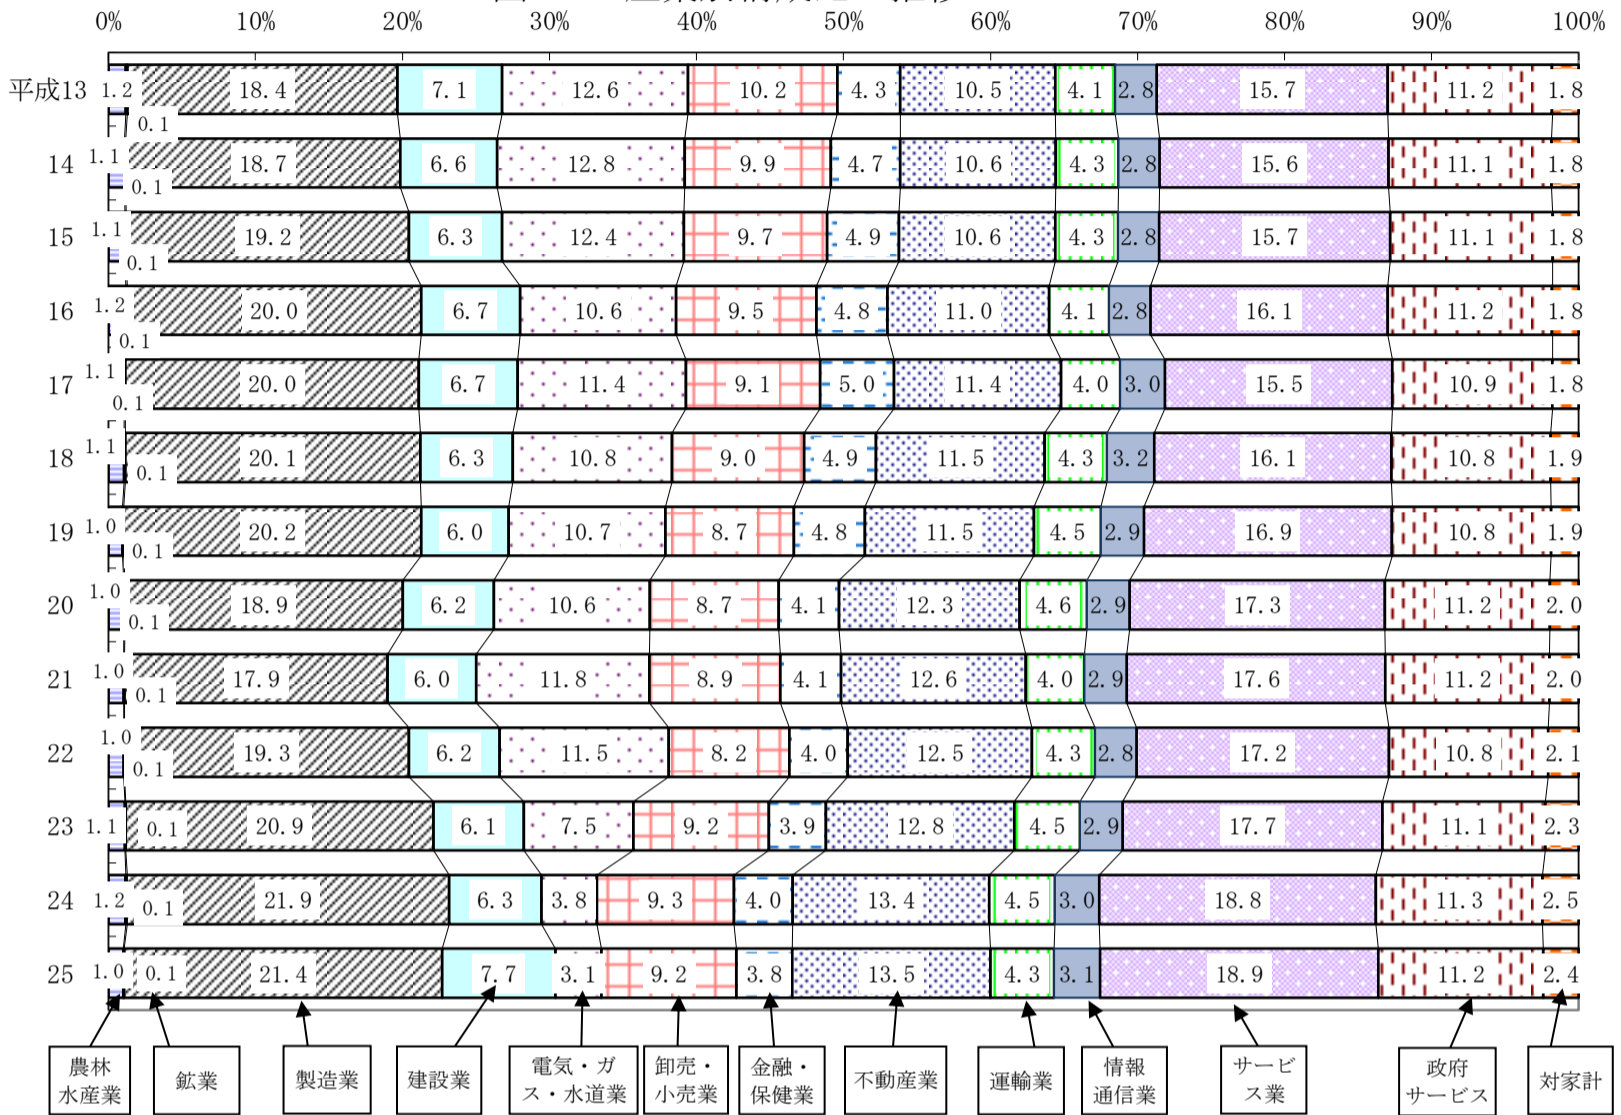 0% 10% 20% 30% 40% 50% 60% 70% 80% 90% 100%
平成13 1.2 0.1 18.4 7.1 12.6 10.2 4.3 10.5 4.1 2.8 15.7 11.2 1.8
14 1.1 0.1 18.7 6.6 12.8 9.9 4.7 10.6 4.3 2.8 15.6 11.1 1.8
15 1.1 0.1 19.2 6.3 12.4 9.7 4.9 10.6 4.3 2.8 15.7 11.1 1.8
16 1.2 0.1 20.0 6.7 10.6 9.5 4.8 11.0 4.1 2.8 16.1 11.2 1.8
17 1.1 0.1 20.0 6.7 11.4 9.1 5.0 11.4 4.0 3.0 15.5 10.9 1.8
18 1.1 0.1 20.1 6.3 10.8 9.0 4.9 11.5 4.3 3.2 16.1 10.8 1.9
19 1.0 0.1 20.2 6.0 10.7 8.7 4.8 11.5 4.5 2.9 16.9 10.8 1.9
20 1.0 0.1 18.9 6.2 10.6 8.7 4.1 12.3 4.6 2.9 17.3 11.2 2.0
21 1.0 0.1 17.9 6.0 11.8 8.9 4.1 12.6 4.0 2.9 17.6 11.2 2.0
22 1.0 0.1 19.3 6.2 11.5 8.2 4.0 12.5 4.3 2.8 17.2 10.8 2.1
23 1.1 0.1 20.9 6.1 7.5 9.2 3.9 12.8 4.5 2.9 17.7 11.1 2.3
24 1.2 0.1 21.9 6.3 3.8 9.3 4.0 13.4 4.5 3.0 18.8 11.3 2.5
25 1.0 0.1 21.4 7.7 3.1 9.2 3.8 13.5 4.3 3.1 18.9 11.2 2.4
農林
水産業
鉱業
製造業
建設業
電気・ガ
ス・水道業
卸売・
小売業
金融・
保健業
不動産業
運輸業
情報
通信業
サービ
ス業
政府
サービス
対家計